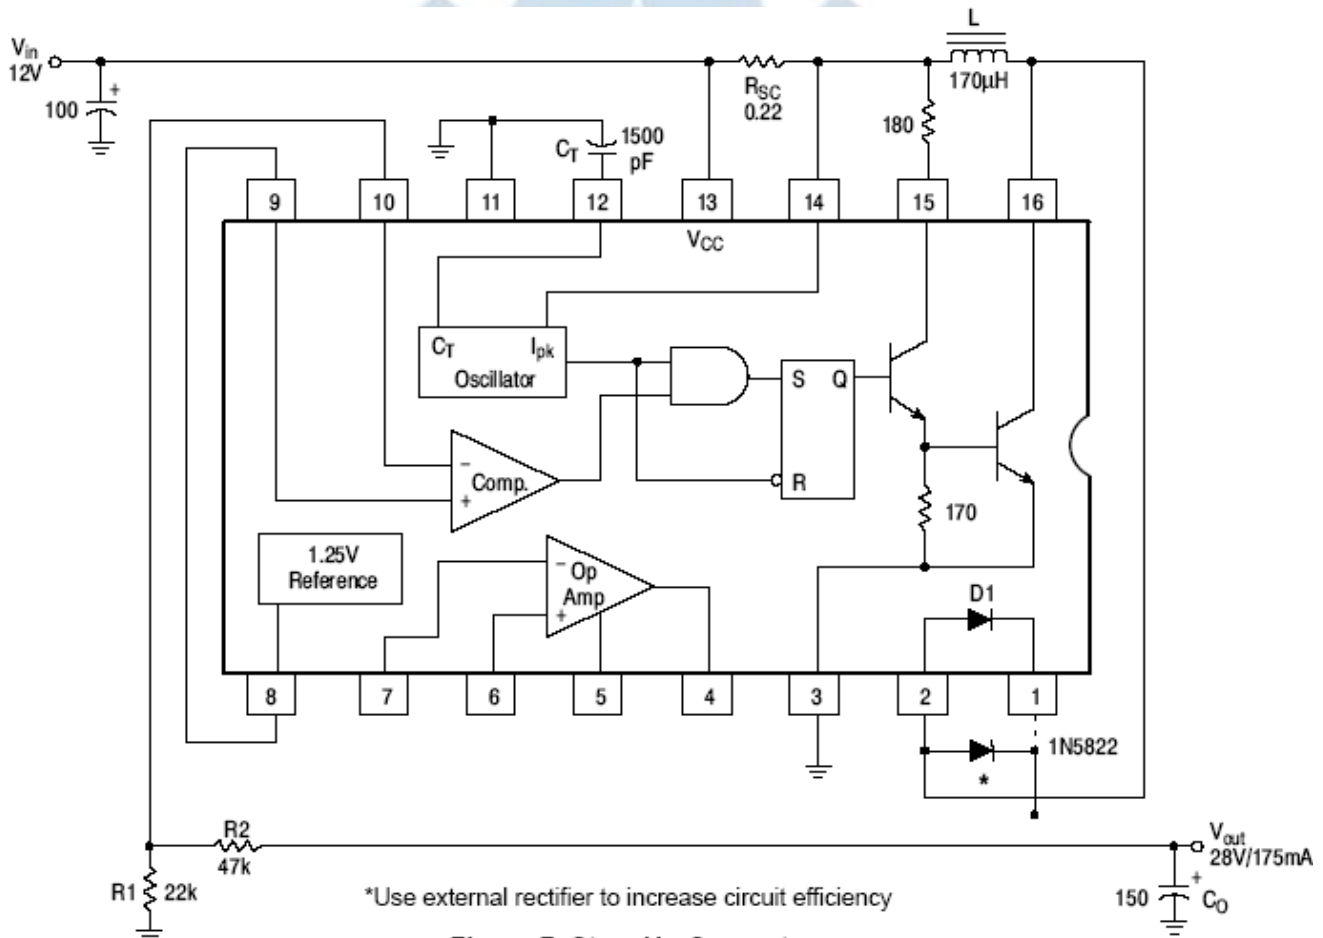 L
Vin
12V
100
+
CT
1500
pF
RSC
0.22
180
170µH
9
10
11
12
13
14
15
16
VCC
CT
Ipk
Oscillator
S
Q
R
−
Comp.
+
170
1.25V
Reference
− Op
Amp
+
D1
8
7
6
5
4
3
2
1
1N5822
*
R2
47k
R1
22k
Vout
28V/175mA
150
+
CO
*Use external rectifier to increase circuit efficiency